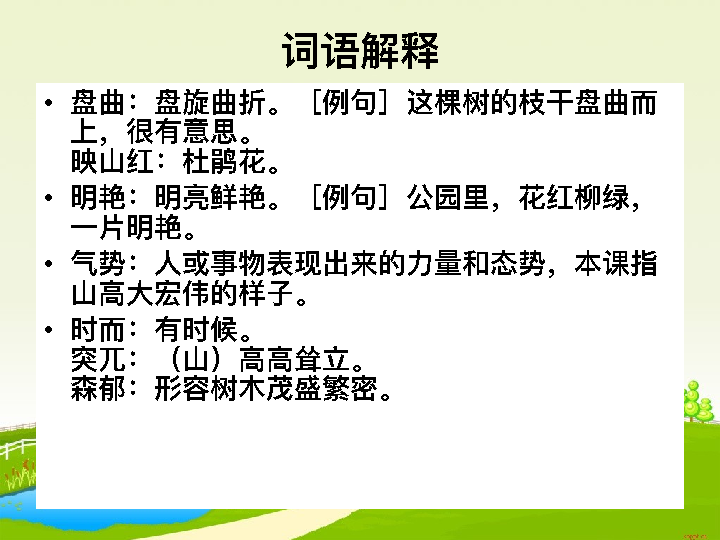 词语解释
• 盘曲：盘旋曲折。［例句］这棵树的枝干盘曲而
上，很有意思。
映山红：杜鹃花。
• 明艳：明亮鲜艳。［例句］公园里，花红柳绿，
一片明艳。
• 气势：人或事物表现出来的力量和态势，本课指
山高大宏伟的样子。
• 时而：有时候。
突兀：（山）高高耸立。
森郁：形容树木茂盛繁密。